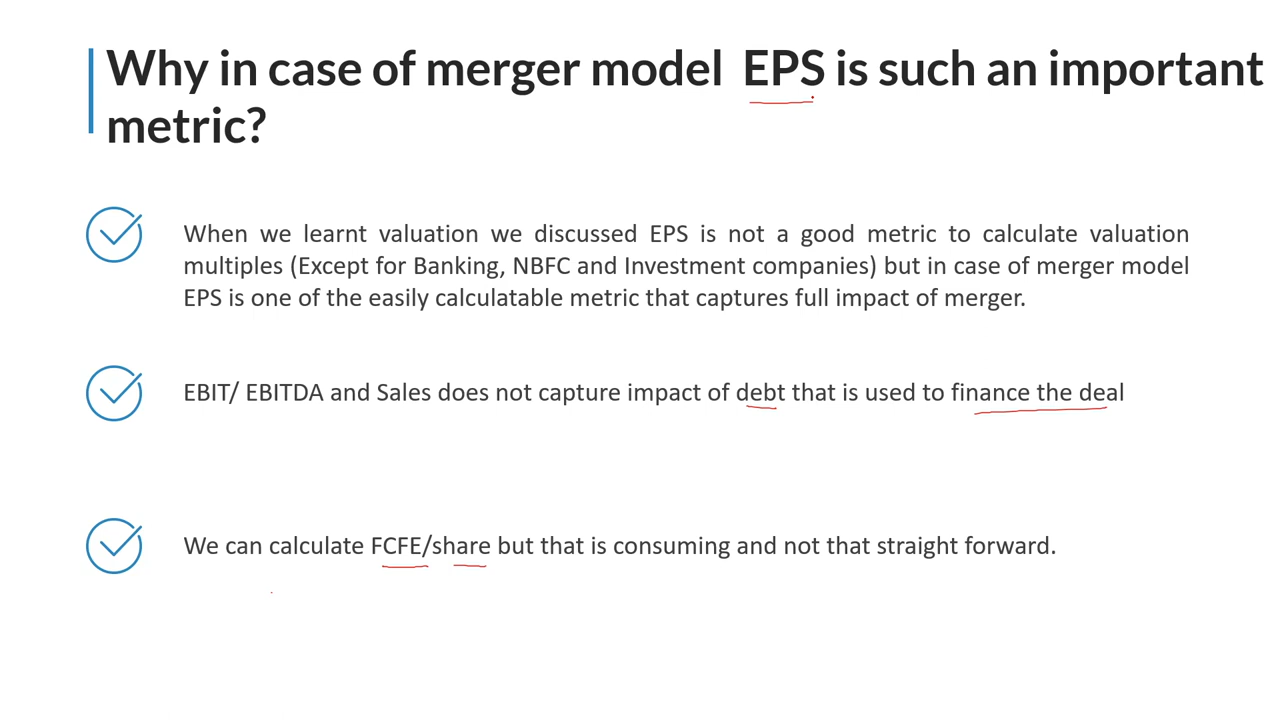 Why in case of merger model EPS is such an important
metric?
When we learnt valuation we discussed EPS is not a good metric to calculate valuation
multiples (Except for Banking, NBFC and Investment companies) but in case of merger model
EPS is one of the easily calculatable metric that captures full impact of merger.
EBIT/ EBITDA and Sales does not capture impact of debt that is used to finance the deal
We can calculate FCFE/share but that is consuming and not that straight forward.